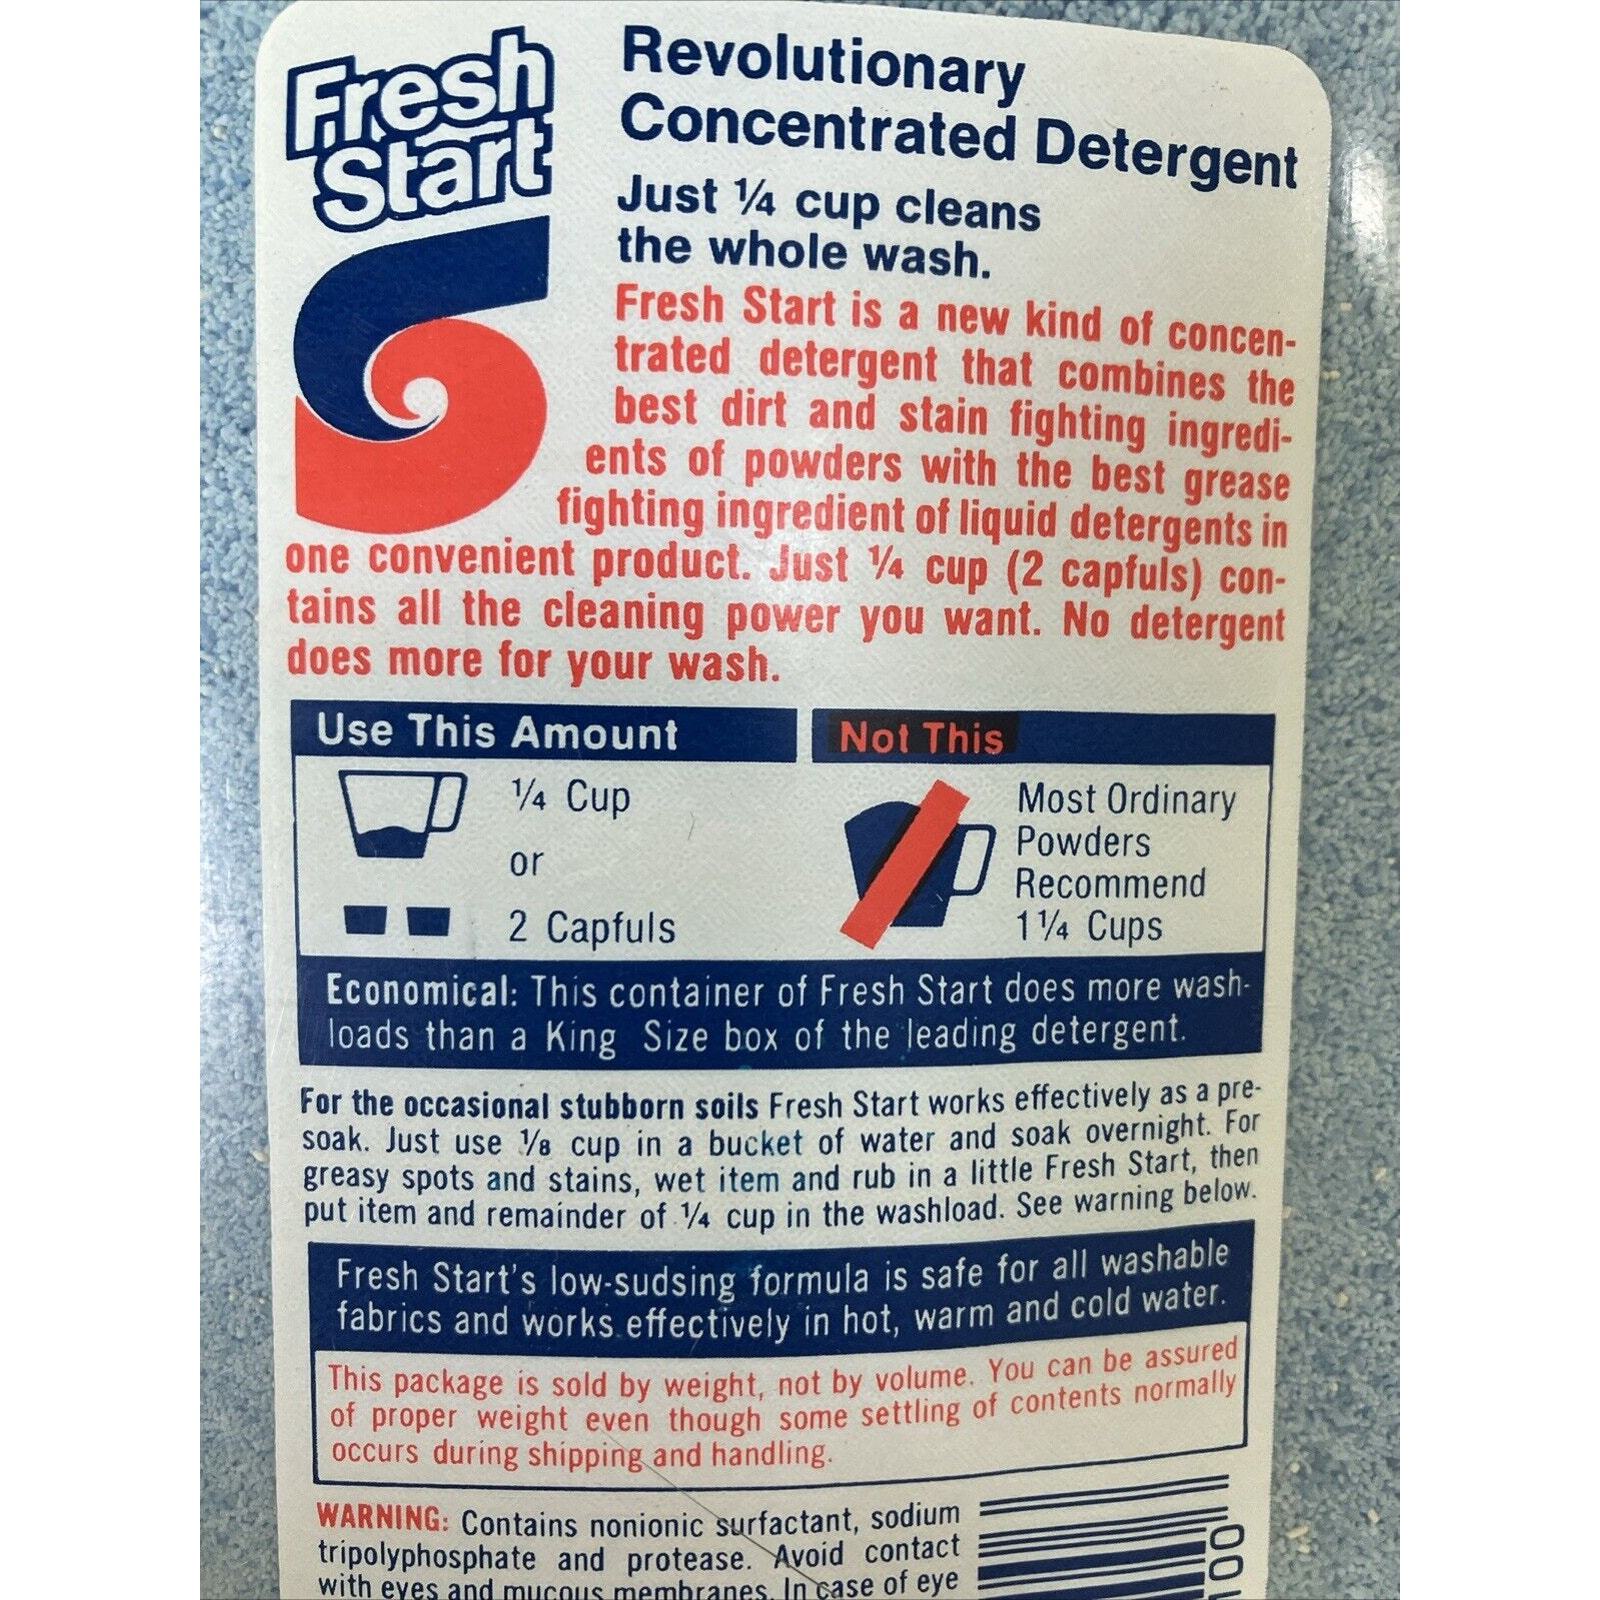 Fresh
Start
Revolutionary
Concentrated Detergent
Just ¼ cup cleans
the whole wash.
Fresh Start is a new kind of concen-
trated detergent that combines the
best dirt and stain fighting ingredi-
ents of powders with the best grease
fighting ingredient of liquid detergents in
one convenient product. Just ¼ cup (2 capfuls) con-
tains all the cleaning power you want. No detergent
does more for your wash.
Use This Amount
¼ Cup
or
2 Capfuls
Not This
Most Ordinary
Powders
Recommend
1¼ Cups
Economical: This container of Fresh Start does more wash-
loads than a King Size box of the leading detergent.
For the occasional stubborn soils Fresh Start works effectively as a pre-
soak. Just use ⅛ cup in a bucket of water and soak overnight. For
greasy spots and stains, wet item and rub in a little Fresh Start, then
put item and remainder of ¼ cup in the washload. See warning below.
Fresh Start's low-sudsing formula is safe for all washable
fabrics and works effectively in hot, warm and cold water.
This package is sold by weight, not by volume. You can be assured
of proper weight even though some settling of contents normally
occurs during shipping and handling.
WARNING: Contains nonionic surfactant, sodium
tripolyphosphate and protease. Avoid contact
with eyes and mucous membranes. In case of eye